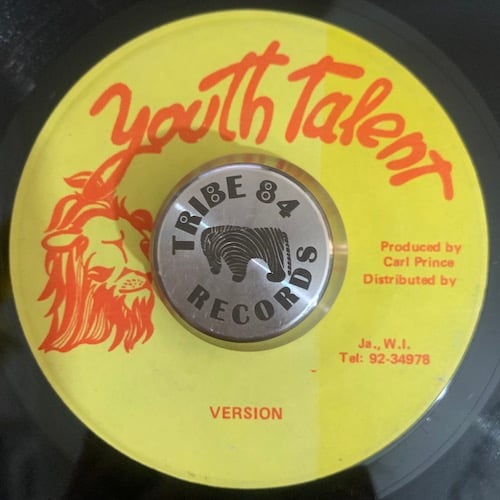 Youth Talent
TRIBE 84
RECORDS
Produced by
Carl Prince
Distributed by
Ja., W.I.
Tel: 92-34978
VERSION